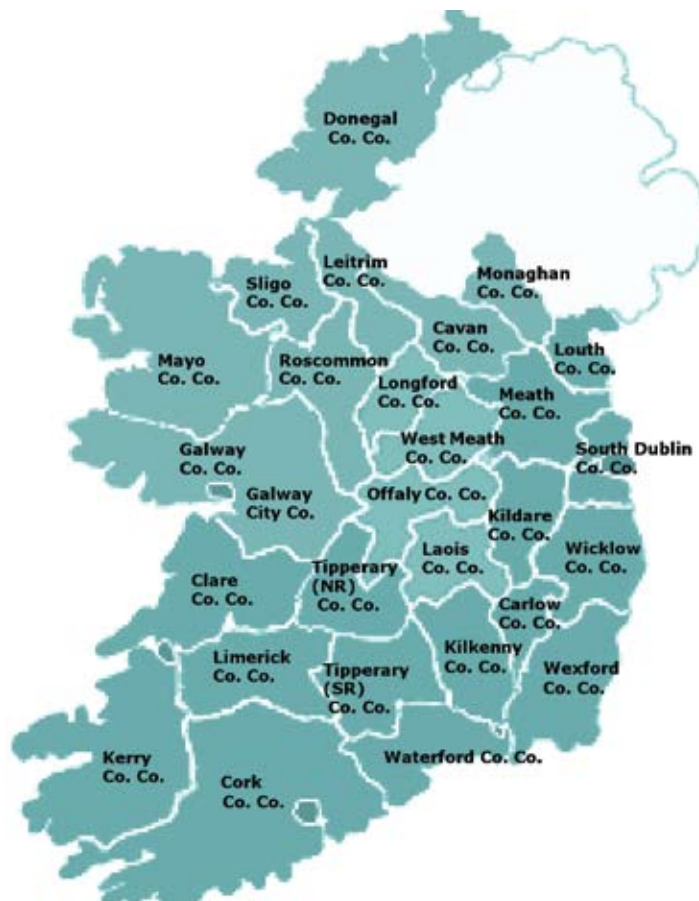 Donegal
Co. Co.
Leitrim
Co. Co.
Sligo
Co. Co.
Monaghan
Co. Co.
Cavan
Co. Co.
Louth
Co. Co.
Mayo
Co. Co.
Roscommon
Co. Co.
Longford
Co. Co.
Meath
Co. Co.
West Meath
Co. Co.
South Dublin
Co. Co.
Galway
Co. Co.
Galway
City Co.
Offaly Co. Co.
Kildare
Co. Co.
Laois
Co. Co.
Wicklow
Co. Co.
Clare
Co. Co.
Tipperary
(NR)
Co. Co.
Carlow
Co. Co.
Limerick
Co. Co.
Tipperary
(SR)
Co. Co.
Kilkenny
Co. Co.
Wexford
Co. Co.
Kerry
Co. Co.
Cork
Co. Co.
Waterford Co. Co.